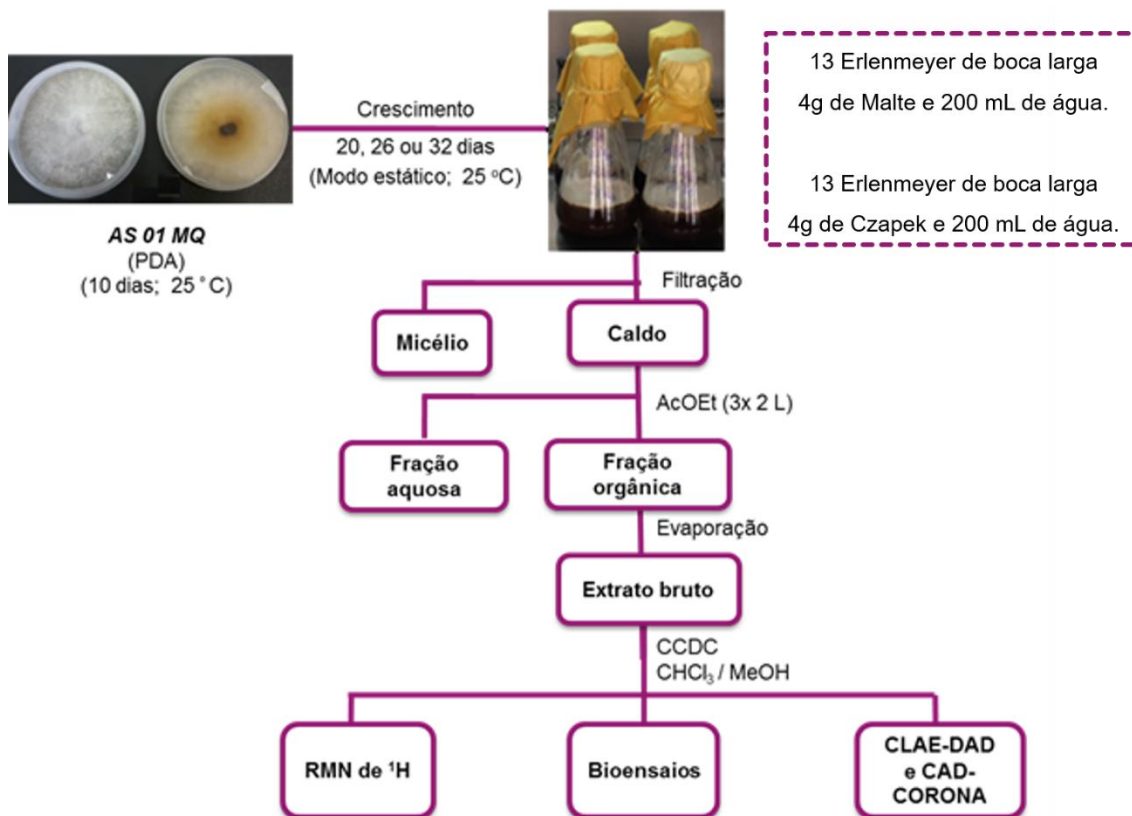 13 Erlenmeyer de boca larga
4g de Malte e 200 mL de água.
13 Erlenmeyer de boca larga
4g de Czapek e 200 mL de água.
Crescimento
20, 26 ou 32 dias
(Modo estático; 25 ºC)
AS 01 MQ
(PDA)
(10 dias; 25 ˚C)
Filtração
Micélio
Caldo
AcOEt (3x 2 L)
Fração
aquosa
Fração
orgânica
Evaporação
Extrato bruto
CCDC
CHCl₃ / MeOH
RMN de ¹H
Bioensaios
CLAE-DAD
e CAD-
CORONA